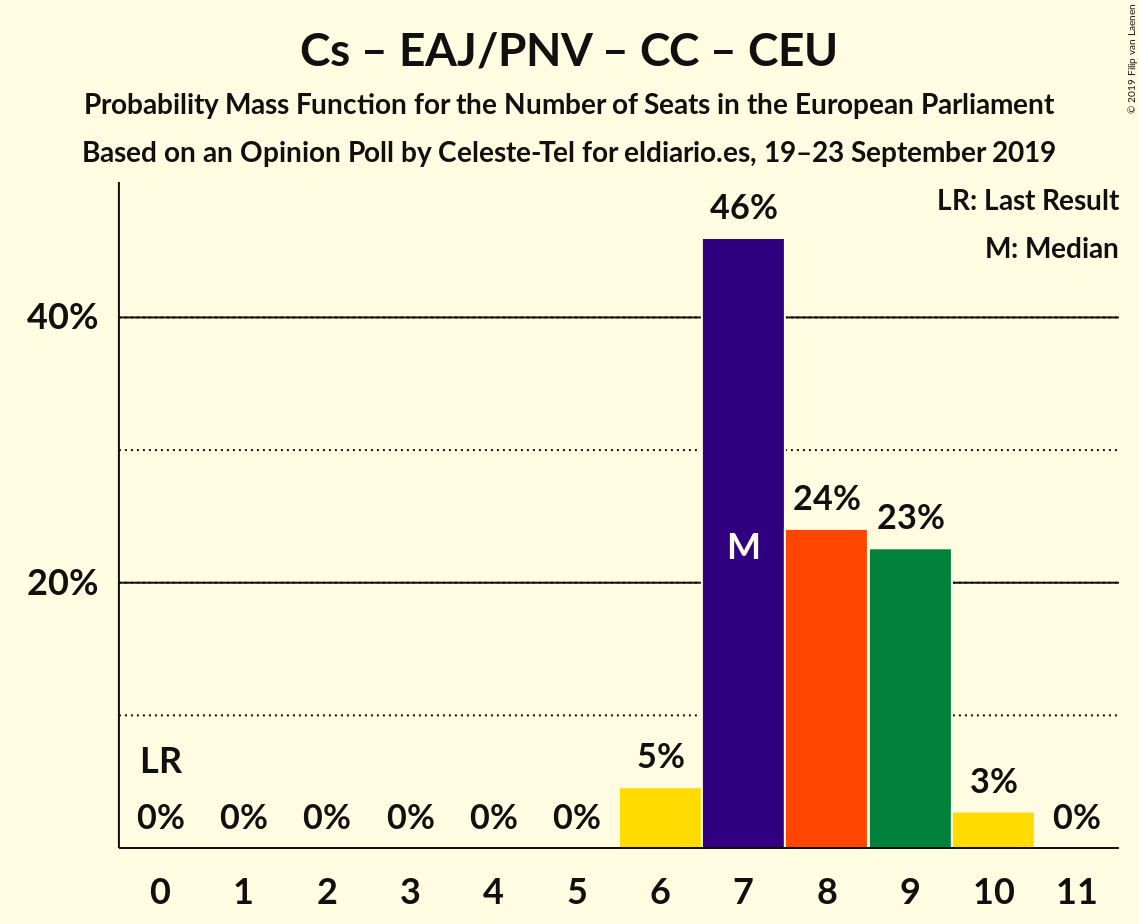 Cs – EAJ/PNV – CC – CEU
Probability Mass Function for the Number of Seats in the European Parliament
Based on an Opinion Poll by Celeste-Tel for eldiario.es, 19–23 September 2019
© 2019 Filip van Laenen
LR: Last Result
M: Median
46%
40%
24%
23%
M
20%
LR
5%
3%
0% 0% 0% 0% 0% 0% 0%
0 1 2 3 4 5 6 7 8 9 10 11